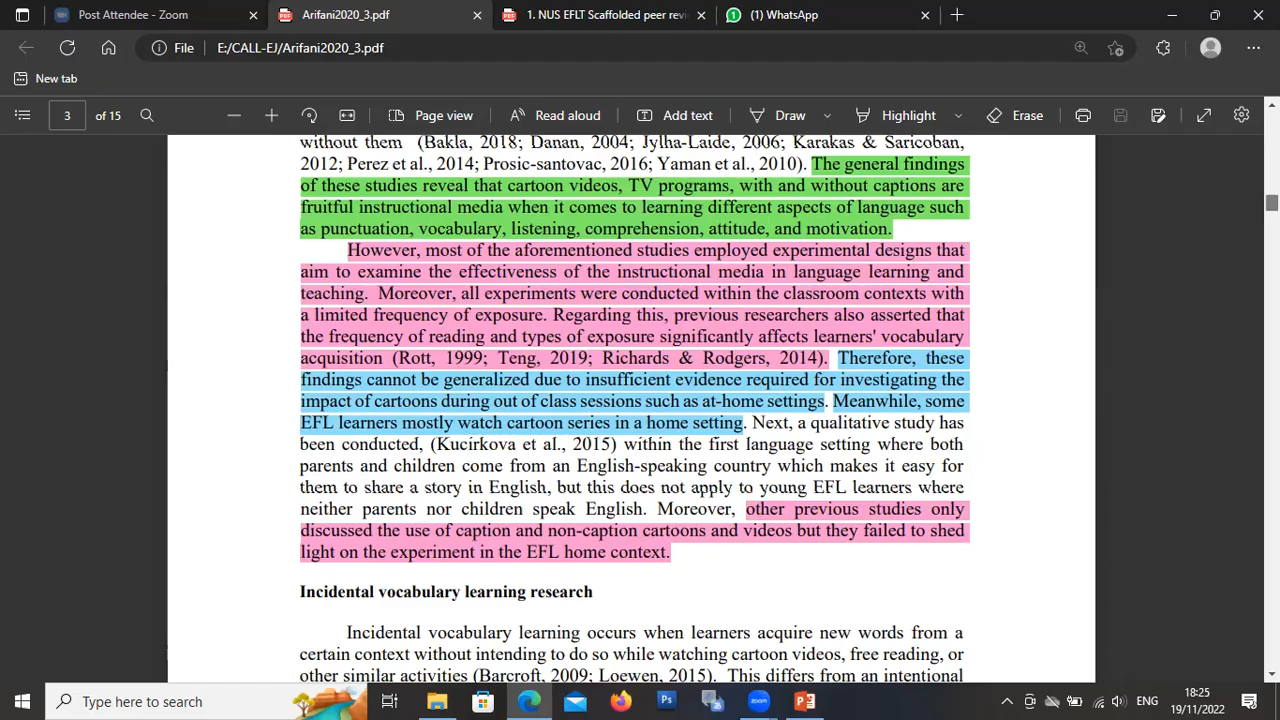 Post Attendee - Zoom
Arifani2020_3.pdf
1. NUS EFLT Scaffolded peer revi
(1) WhatsApp
File
E:/CALL-EJ/Arifani2020_3.pdf
New tab
3 of 15
Page view
Read aloud
Add text
Draw
Highlight
Erase
without them (Bakla, 2018; Danan, 2004; Jylha-Laide, 2006; Karakas & Saricoban,
2012; Perez et al., 2014; Prosic-santovac, 2016; Yaman et al., 2010). The general findings
of these studies reveal that cartoon videos, TV programs, with and without captions are
fruitful instructional media when it comes to learning different aspects of language such
as punctuation, vocabulary, listening, comprehension, attitude, and motivation.
However, most of the aforementioned studies employed experimental designs that
aim to examine the effectiveness of the instructional media in language learning and
teaching. Moreover, all experiments were conducted within the classroom contexts with
a limited frequency of exposure. Regarding this, previous researchers also asserted that
the frequency of reading and types of exposure significantly affects learners' vocabulary
acquisition (Rott, 1999; Teng, 2019; Richards & Rodgers, 2014). Therefore, these
findings cannot be generalized due to insufficient evidence required for investigating the
impact of cartoons during out of class sessions such as at-home settings. Meanwhile, some
EFL learners mostly watch cartoon series in a home setting. Next, a qualitative study has
been conducted, (Kucírkova et al., 2015) within the first language setting where both
parents and children come from an English-speaking country which makes it easy for
them to share a story in English, but this does not apply to young EFL learners where
neither parents nor children speak English. Moreover, other previous studies only
discussed the use of caption and non-caption cartoons and videos but they failed to shed
light on the experiment in the EFL home context.
Incidental vocabulary learning research
Incidental vocabulary learning occurs when learners acquire new words from a
certain context without intending to do so while watching cartoon videos, free reading, or
other similar activities (Barcroft, 2009; Loewen, 2015). This differs from an intentional
Type here to search
ENG
18:25
19/11/2022
25